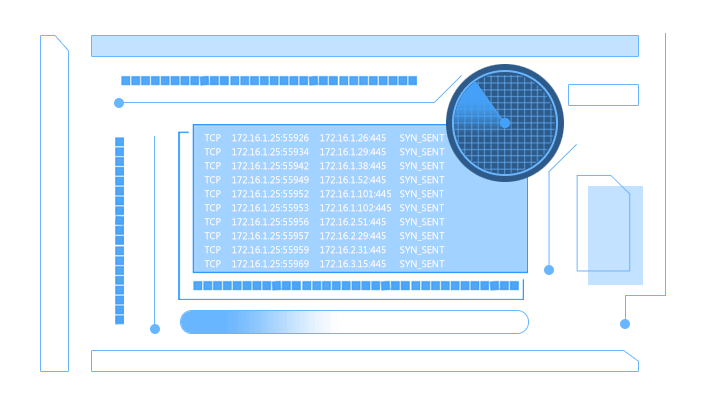 TCP 172.16.1.25:55926 172.16.1.26:445 SYN_SENT
TCP 172.16.1.25:55934 172.16.1.29:445 SYN_SENT
TCP 172.16.1.25:55942 172.16.1.38:445 SYN_SENT
TCP 172.16.1.25:55949 172.16.1.52:445 SYN_SENT
TCP 172.16.1.25:55952 172.16.1.101:445 SYN_SENT
TCP 172.16.1.25:55953 172.16.1.102:445 SYN_SENT
TCP 172.16.1.25:55956 172.16.2.51:445 SYN_SENT
TCP 172.16.1.25:55957 172.16.2.29:445 SYN_SENT
TCP 172.16.1.25:55959 172.16.2.31:445 SYN_SENT
TCP 172.16.1.25:55969 172.16.3.15:445 SYN_SENT